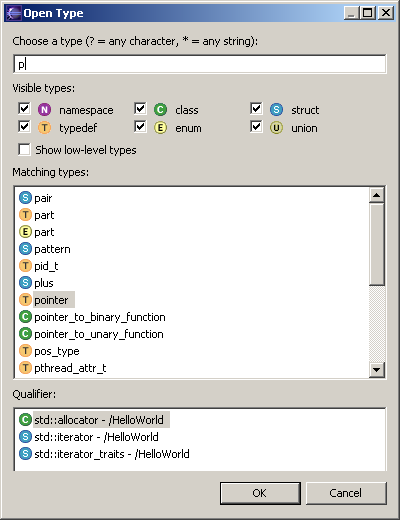 Open Type
Choose a type (? = any character, * = any string):
p
Visible types:
N namespace C class S struct
T typedef E enum U union
Show low-level types
Matching types:
S pair
T part
E part
S pattern
T pid_t
S plus
T pointer
C pointer_to_binary_function
C pointer_to_unary_function
T pos_type
T pthread_attr_t
Qualifier:
C std::allocator - /HelloWorld
S std::iterator - /HelloWorld
S std::iterator_traits - /HelloWorld
OK Cancel